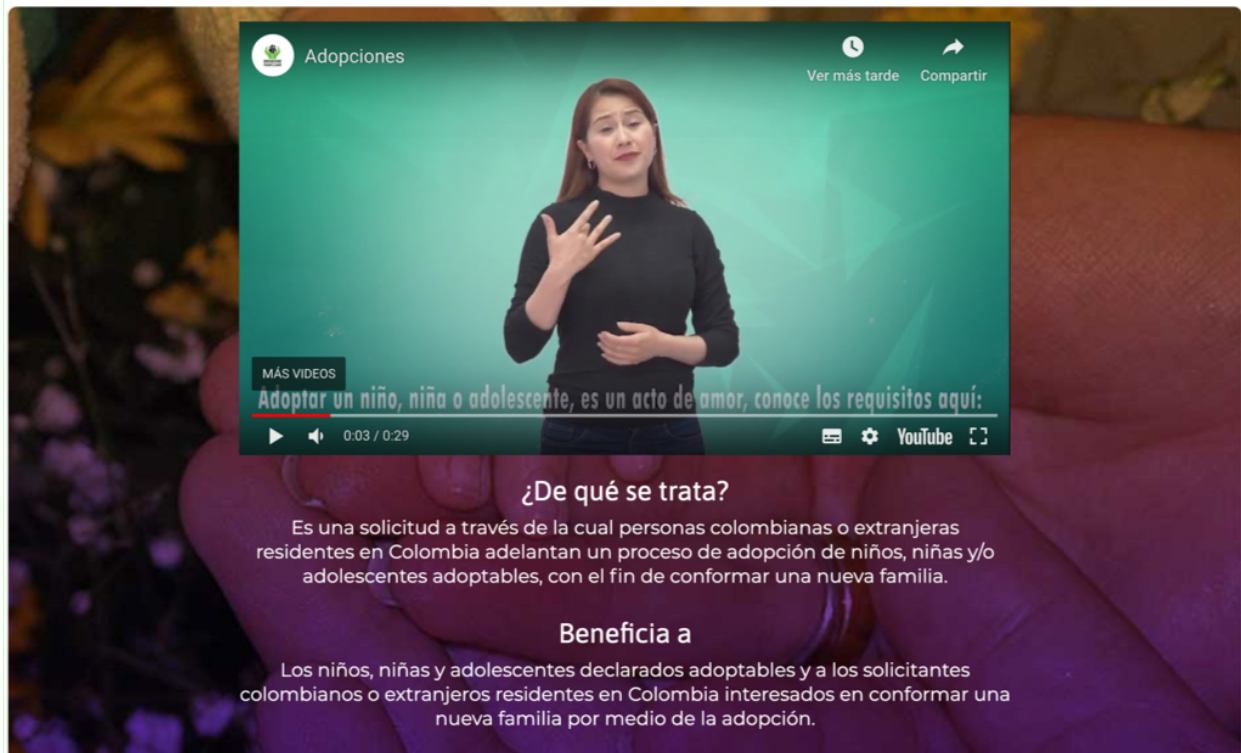 Adopciones
Ver más tarde
Compartir
MÁS VIDEOS
Adoptar un niño, niña o adolescente, es un acto de amor, conoce los requisitos aquí:
0:03 / 0:29
YouTube
¿De qué se trata?
Es una solicitud a través de la cual personas colombianas o extranjeras
residentes en Colombia adelantan un proceso de adopción de niños, niñas y/o
adolescentes adoptables, con el fin de conformar una nueva familia.
Beneficia a
Los niños, niñas y adolescentes declarados adoptables y a los solicitantes
colombianos o extranjeros residentes en Colombia interesados en conformar una
nueva familia por medio de la adopción.